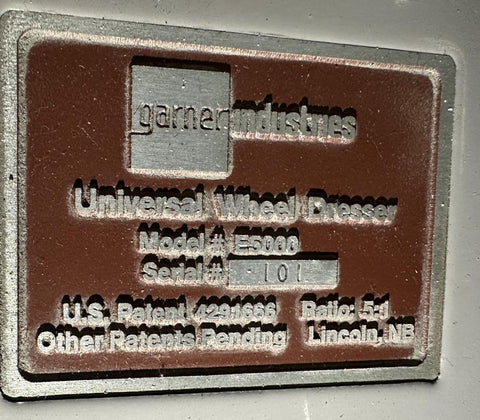 garner industries
Universal Wheel Dresser
Model # E5000
Serial # 101
U.S. Patent 4291666 Ratio: 5:1
Other Patents Pending Lincoln, NB